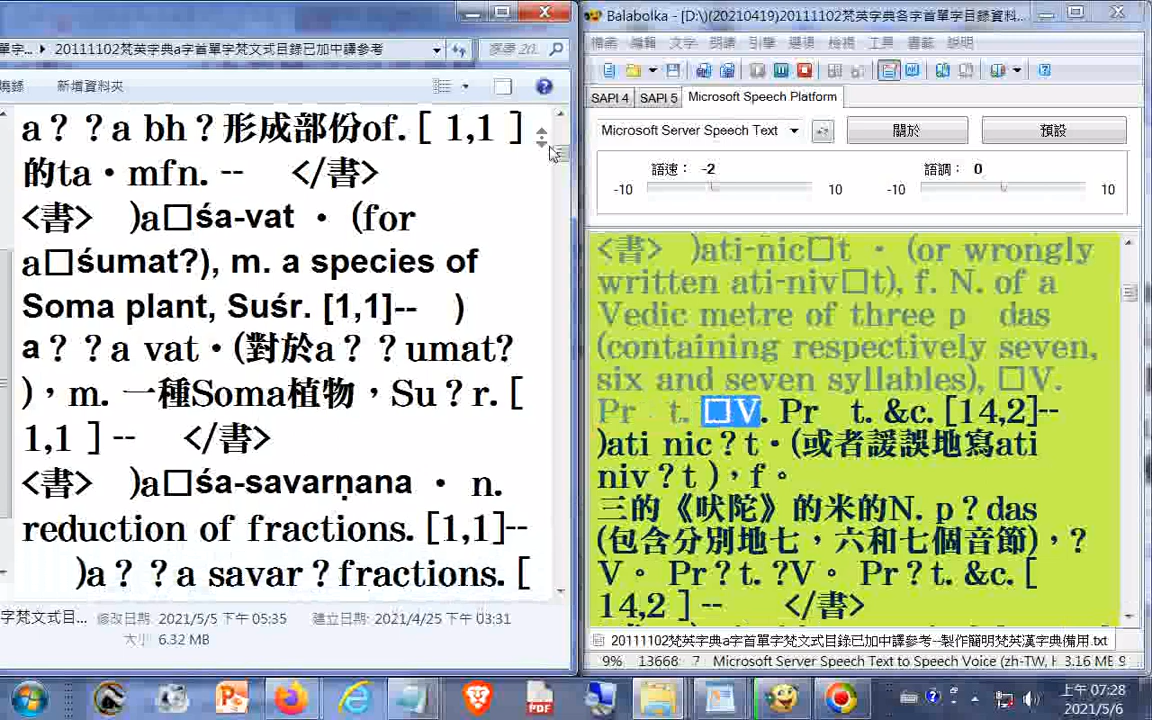 Balabolka - [D:\)(20210419)20111102梵英字典各字首單字目錄資料...
單字... ▸ 20111102梵英字典a字首單字梵文式目錄已加中譯參考
檔案 編輯 文字 朗讀 引擎 選項 檢視 工具 書籤 說明
燒錄 新增資料夾
SAPI 4 SAPI 5 Microsoft Speech Platform
Microsoft Server Speech Text 關於 預設
語速： -2 語調： 0
-10 10 -10 10
a？？a bh？形成部份of. [ 1,1 ]
的ta・mfn. -- </書>
<書> )a□śa-vat ・ (for
a□śumat?), m. a species of
Soma plant, Suśr. [1,1]-- )
a？？a vat・(對於a？？umat?
)，m. 一種Soma植物，Su？r. [
1,1 ] -- </書>
<書> )a□śa-savarṇana ・ n.
reduction of fractions. [1,1]--
)a？？a savar？fractions. [
<書> )ati-nic□t ・ (or wrongly
written ati-niv□t), f. N. of a
Vedic metre of three p das
(containing respectively seven,
six and seven syllables), □V.
Pr t. □V. Pr t. &c. [14,2]--
)ati nic？t・(或者諼誤地寫ati
niv？t )，f。
三的《吠陀》的米的N. p？das
(包含分別地七，六和七個音節)，？
V。 Pr？t. ?V。 Pr？t. &c. [
14,2 ] -- </書>
字梵文式目... 修改日期: 2021/5/5 下午 05:35 建立日期: 2021/4/25 下午 03:31
大小: 6.32 MB
20111102梵英字典a字首單字梵文式目錄已加中譯參考--製作簡明梵英漢字典備用.txt
9% 13668 ? Microsoft Server Speech Text to Speech Voice (zh-TW, H 3.16 MB 9
PDF
上午 07:28
2021/5/6